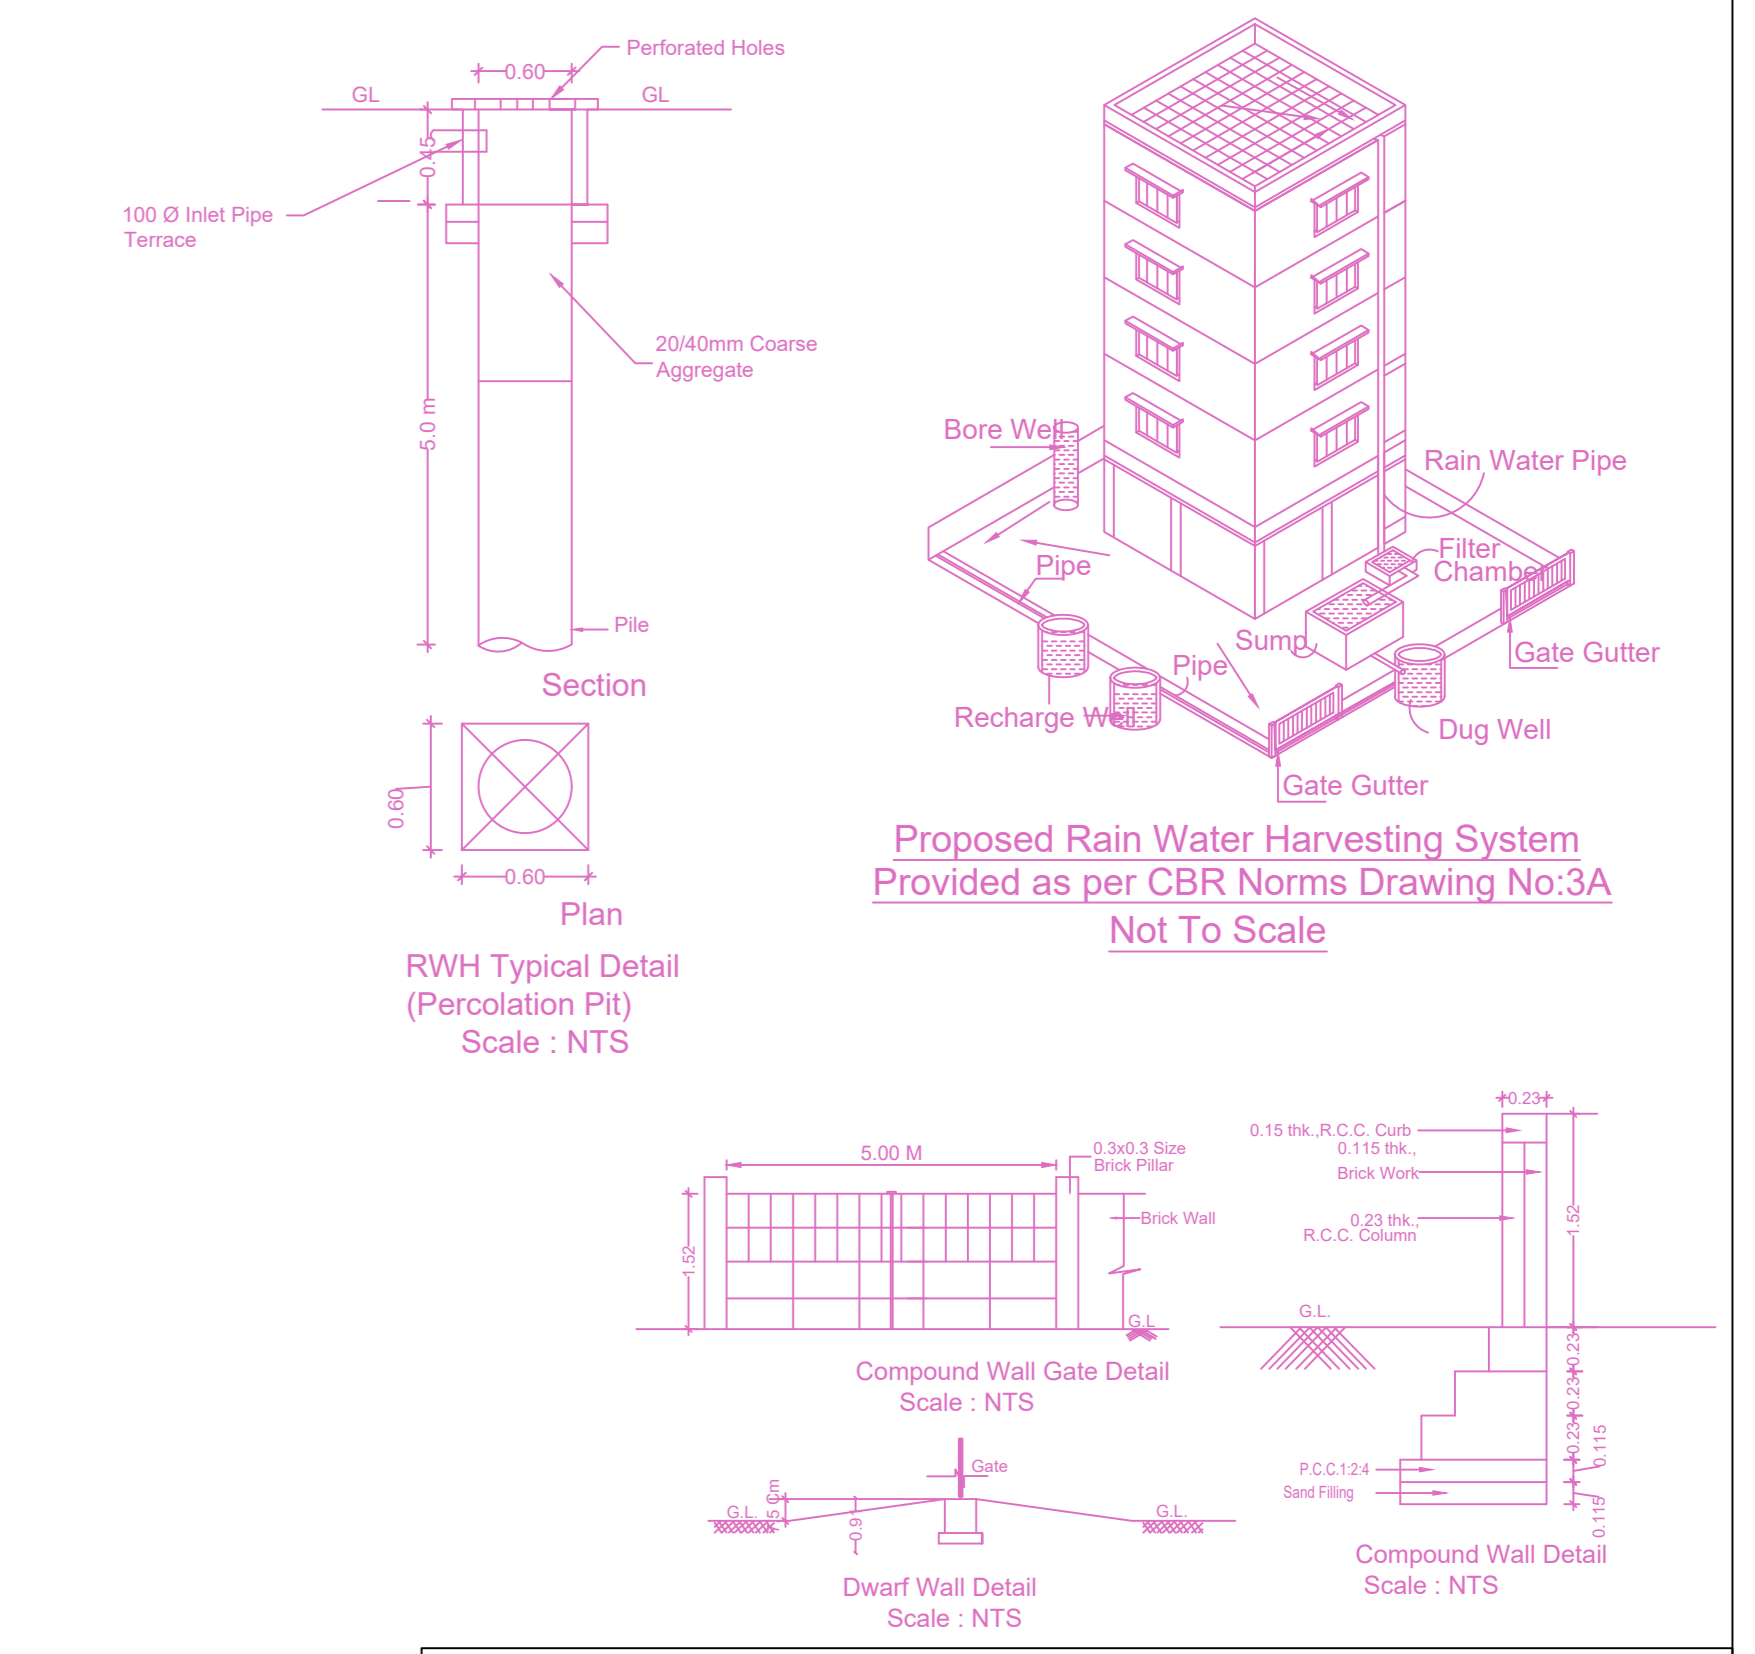 Perforated Holes
0.60
GL
GL
0.45
100 Ø Inlet Pipe
Terrace
20/40mm Coarse
Aggregate
5.0 m
Pile
Section
0.60
0.60
Plan
RWH Typical Detail
(Percolation Pit)
Scale : NTS
Bore Well
Rain Water Pipe
Filter
Chamber
Pipe
Sump
Pipe
Gate Gutter
Recharge Well
Dug Well
Gate Gutter
Proposed Rain Water Harvesting System
Provided as per CBR Norms Drawing No:3A
Not To Scale
5.00 M
0.3x0.3 Size
Brick Pillar
Brick Wall
1.52
G.L
Compound Wall Gate Detail
Scale : NTS
Gate
G.L.
7.5 Cm
0.9
G.L.
Dwarf Wall Detail
Scale : NTS
0.23
0.15 thk.,R.C.C. Curb
0.115 thk.,
Brick Work
0.23 thk.,
R.C.C. Column
1.52
G.L.
0.23
0.23
0.23
0.115
P.C.C.1:2:4
Sand Filling
0.115
Compound Wall Detail
Scale : NTS